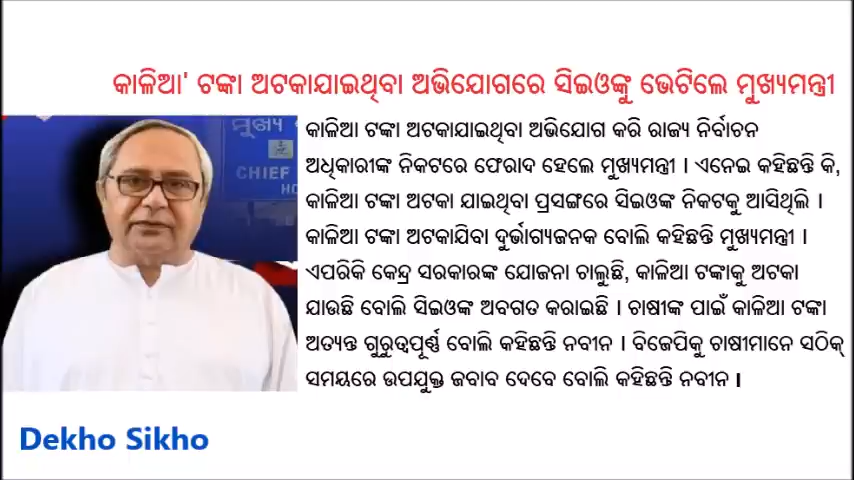 କାଳିଆ' ଟଙ୍କା ଅଟକାଯାଇଥିବା ଅଭିଯୋଗରେ ସିଇଓଙ୍କୁ ଭେଟିଲେ ମୁଖ୍ୟମନ୍ତ୍ରୀ
ମୁଖ୍ୟ
CHIEF
HO
କାଳିଆ ଟଙ୍କା ଅଟକାଯାଇଥିବା ଅଭିଯୋଗ କରି ରାଜ୍ୟ ନିର୍ବାଚନ
ଅଧିକାରୀଙ୍କ ନିକଟରେ ଫେରାଦ ହେଲେ ମୁଖ୍ୟମନ୍ତ୍ରୀ । ଏନେଇ କହିଛନ୍ତି କି,
କାଳିଆ ଟଙ୍କା ଅଟକା ଯାଇଥିବା ପ୍ରସଙ୍ଗରେ ସିଇଓଙ୍କ ନିକଟକୁ ଆସିଥିଲି ।
କାଳିଆ ଟଙ୍କା ଅଟକାଯିବା ଦୁର୍ଭାଗ୍ୟଜନକ ବୋଲି କହିଛନ୍ତି ମୁଖ୍ୟମନ୍ତ୍ରୀ ।
ଏପରିକି କେନ୍ଦ୍ର ସରକାରଙ୍କ ଯୋଜନା ଚାଲୁଛି, କାଳିଆ ଟଙ୍କାକୁ ଅଟକା
ଯାଉଛି ବୋଲି ସିଇଓଙ୍କ ଅବଗତ କରାଇଛି । ଚାଷୀଙ୍କ ପାଇଁ କାଳିଆ ଟଙ୍କା
ଅତ୍ୟନ୍ତ ଗୁରୁତ୍ୱପୂର୍ଣ୍ଣ ବୋଲି କହିଛନ୍ତି ନବୀନ । ବିଜେପିକୁ ଚାଷୀମାନେ ସଠିକ୍
ସମୟରେ ଉପଯୁକ୍ତ ଜବାବ ଦେବେ ବୋଲି କହିଛନ୍ତି ନବୀନ ।
Dekho Sikho